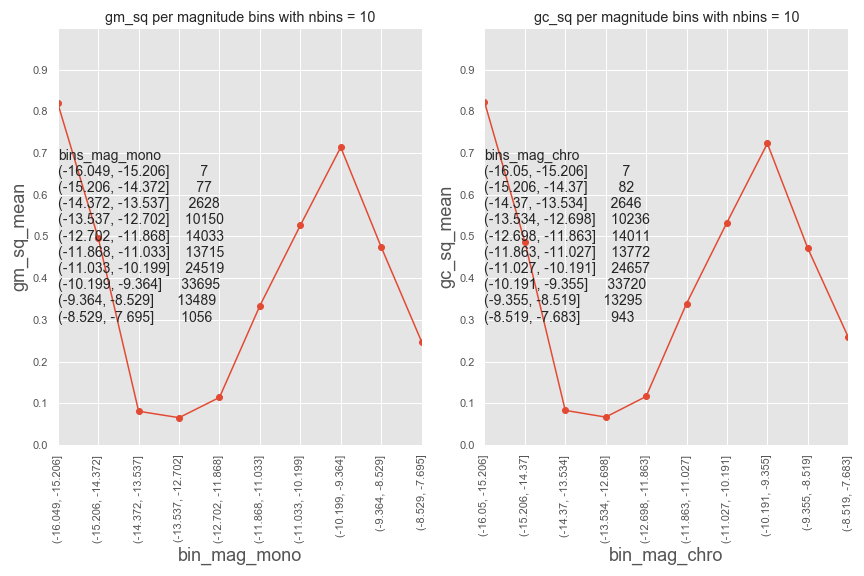 gm_sq per magnitude bins with nbins = 10
0.9
0.8
0.7
0.6
0.5
0.4
0.3
0.2
0.1
0.0
gm_sq_mean
bins_mag_mono
(-16.049, -15.206] 7
(-15.206, -14.372] 77
(-14.372, -13.537] 2628
(-13.537, -12.702] 10150
(-12.702, -11.868] 14033
(-11.868, -11.033] 13715
(-11.033, -10.199] 24519
(-10.199, -9.364] 33695
(-9.364, -8.529] 13489
(-8.529, -7.695] 1056
(-16.049, -15.206]
(-15.206, -14.372]
(-14.372, -13.537]
(-13.537, -12.702]
(-12.702, -11.868]
(-11.868, -11.033]
(-11.033, -10.199]
(-10.199, -9.364]
(-9.364, -8.529]
(-8.529, -7.695]
bin_mag_mono
gc_sq per magnitude bins with nbins = 10
0.9
0.8
0.7
0.6
0.5
0.4
0.3
0.2
0.1
0.0
gc_sq_mean
bins_mag_chro
(-16.05, -15.206] 7
(-15.206, -14.37] 82
(-14.37, -13.534] 2646
(-13.534, -12.698] 10236
(-12.698, -11.863] 14011
(-11.863, -11.027] 13772
(-11.027, -10.191] 24657
(-10.191, -9.355] 33720
(-9.355, -8.519] 13295
(-8.519, -7.683] 943
(-16.05, -15.206]
(-15.206, -14.37]
(-14.37, -13.534]
(-13.534, -12.698]
(-12.698, -11.863]
(-11.863, -11.027]
(-11.027, -10.191]
(-10.191, -9.355]
(-9.355, -8.519]
(-8.519, -7.683]
bin_mag_chro